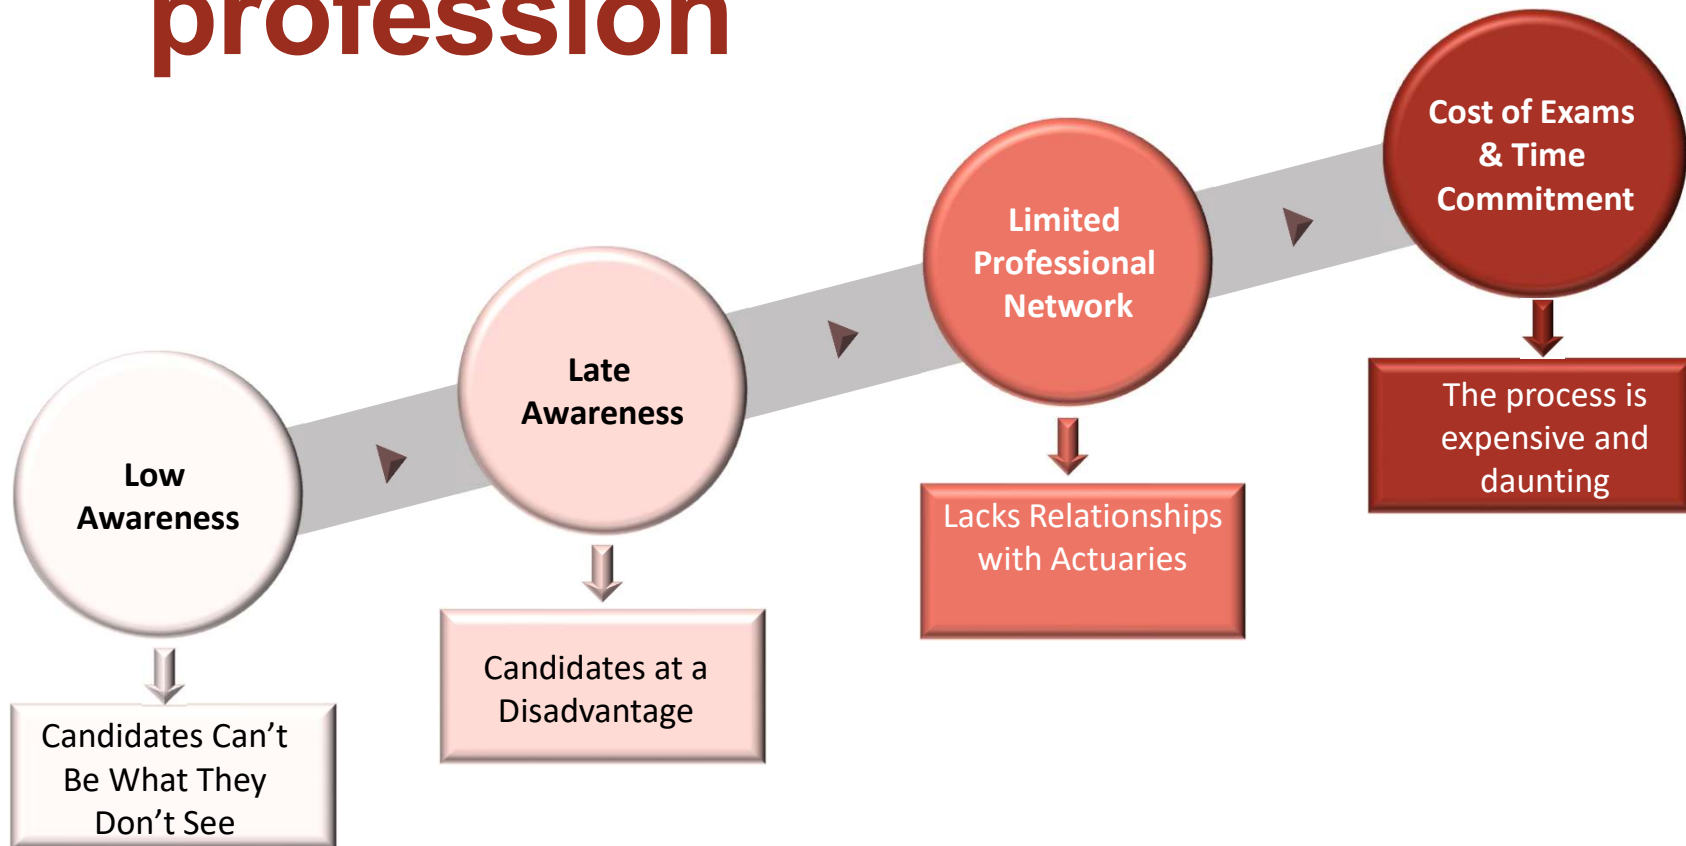 profession
Low
Awareness
Candidates Can’t
Be What They
Don’t See
Late
Awareness
Candidates at a
Disadvantage
Limited
Professional
Network
Lacks Relationships
with Actuaries
Cost of Exams
& Time
Commitment
The process is
expensive and
daunting